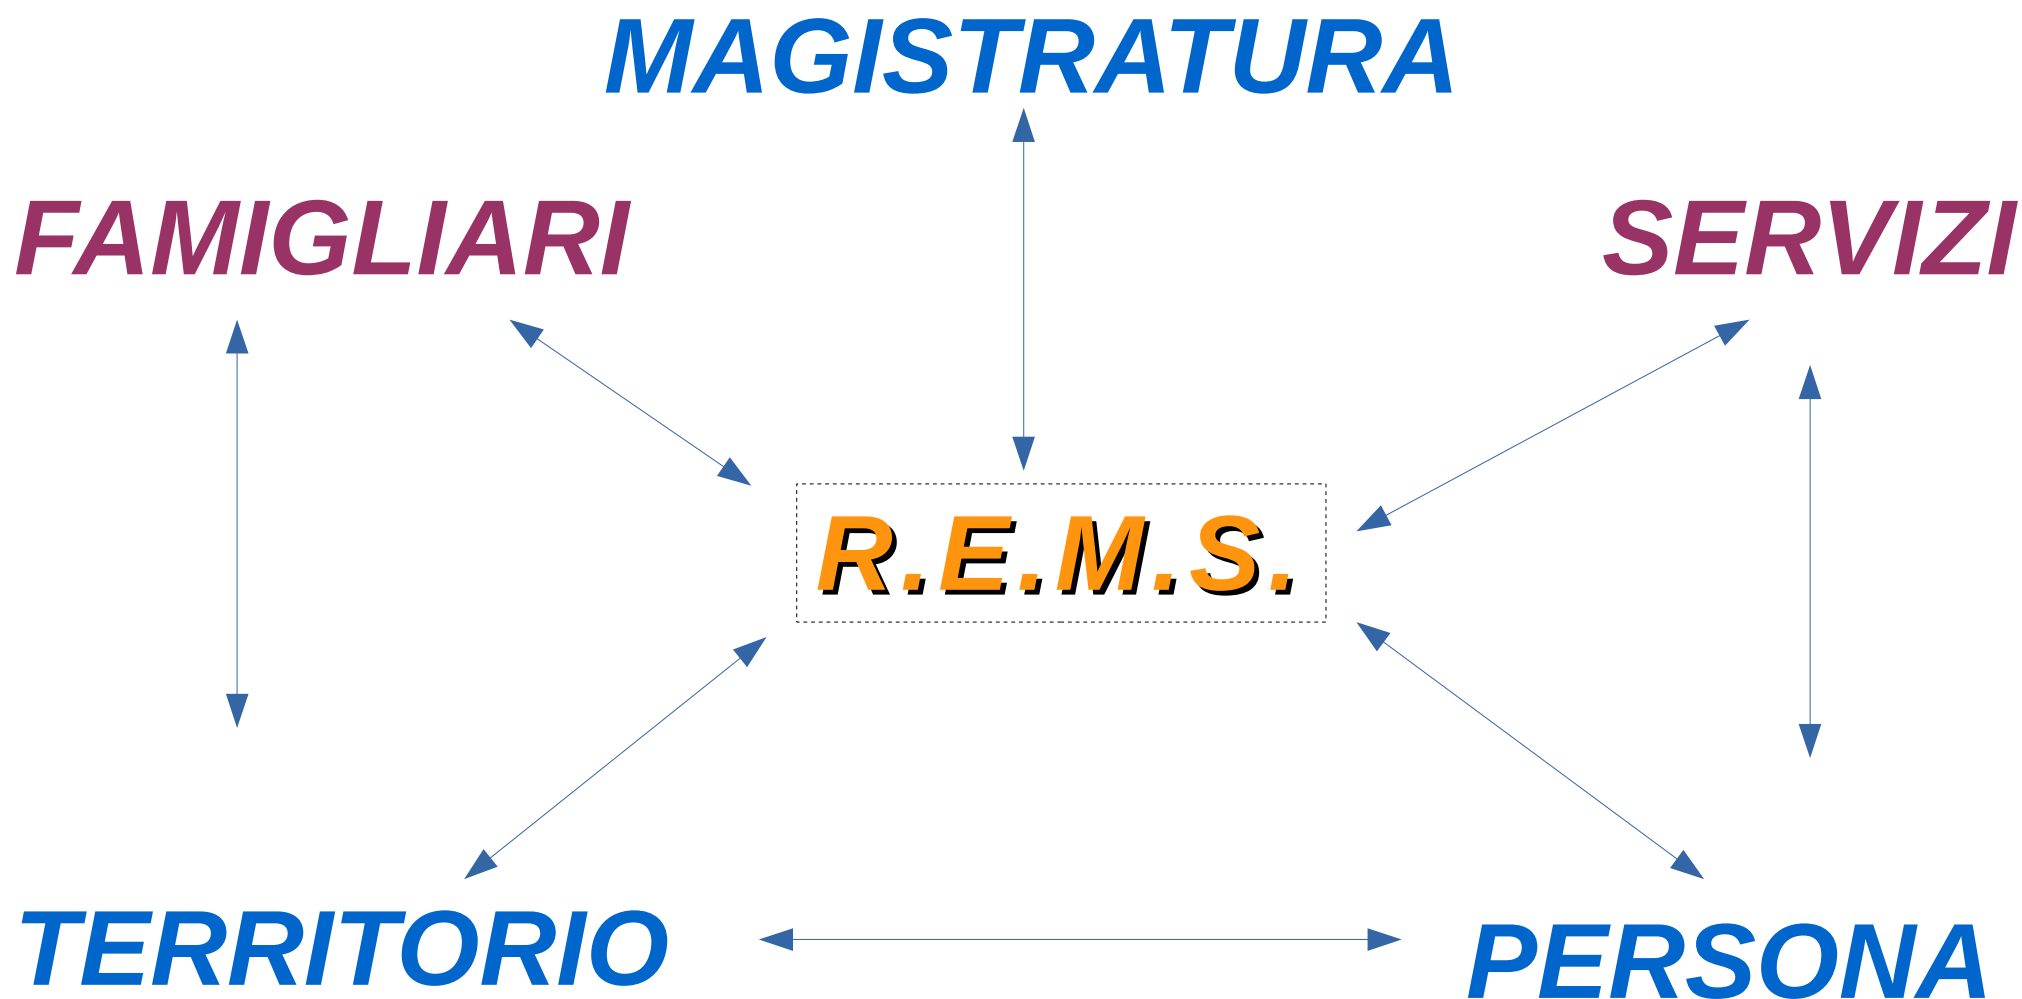 MAGISTRATURA
FAMIGLIARI
SERVIZI
R.E.M.S.
TERRITORIO
PERSONA